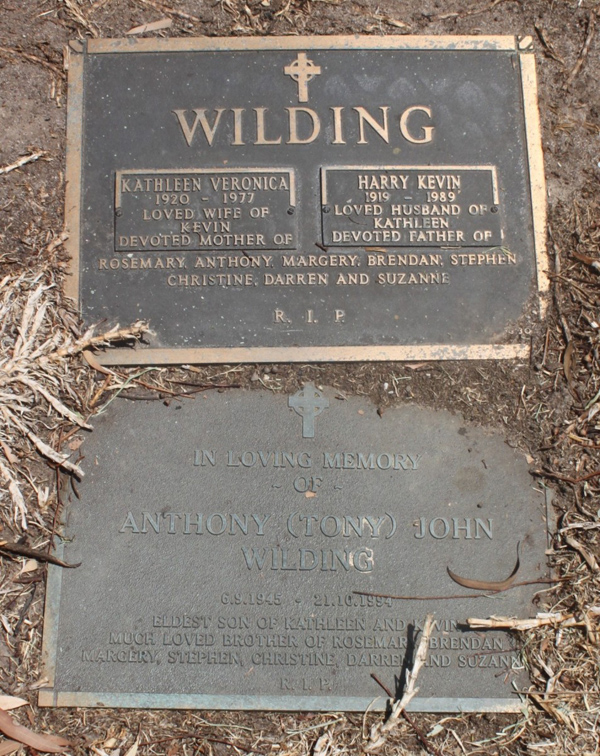 WILDING
KATHLEEN VERONICA
1920 - 1977
LOVED WIFE OF
KEVIN
DEVOTED MOTHER OF
HARRY KEVIN
1919 - 1989
LOVED HUSBAND OF
KATHLEEN
DEVOTED FATHER OF
ROSEMARY, ANTHONY, MARGERY, BRENDAN, STEPHEN
CHRISTINE, DARREN AND SUZANNE
R. I. P.
IN LOVING MEMORY
~ OF ~
ANTHONY (TONY) JOHN
WILDING
6.9.1945 - 21.10.1994
ELDEST SON OF KATHLEEN AND KEVIN
MUCH LOVED BROTHER OF ROSEMARY, BRENDAN
MARGERY, STEPHEN, CHRISTINE, DARREN AND SUZANN
R. I. P.